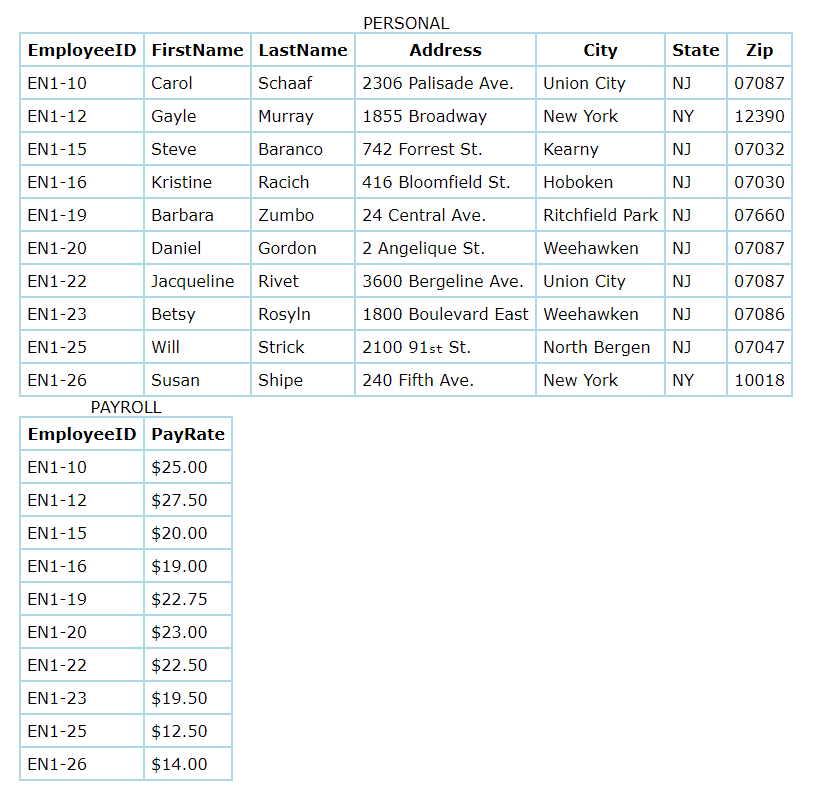 PERSONAL
EmployeeID FirstName LastName Address City State Zip
EN1-10 Carol Schaaf 2306 Palisade Ave. Union City NJ 07087
EN1-12 Gayle Murray 1855 Broadway New York NY 12390
EN1-15 Steve Baranco 742 Forrest St. Kearny NJ 07032
EN1-16 Kristine Racich 416 Bloomfield St. Hoboken NJ 07030
EN1-19 Barbara Zumbo 24 Central Ave. Ritchfield Park NJ 07660
EN1-20 Daniel Gordon 2 Angelique St. Weehawken NJ 07087
EN1-22 Jacqueline Rivet 3600 Bergeline Ave. Union City NJ 07087
EN1-23 Betsy Rosyln 1800 Boulevard East Weehawken NJ 07086
EN1-25 Will Strick 2100 91st St. North Bergen NJ 07047
EN1-26 Susan Shipe 240 Fifth Ave. New York NY 10018
PAYROLL
EmployeeID PayRate
EN1-10 $25.00
EN1-12 $27.50
EN1-15 $20.00
EN1-16 $19.00
EN1-19 $22.75
EN1-20 $23.00
EN1-22 $22.50
EN1-23 $19.50
EN1-25 $12.50
EN1-26 $14.00